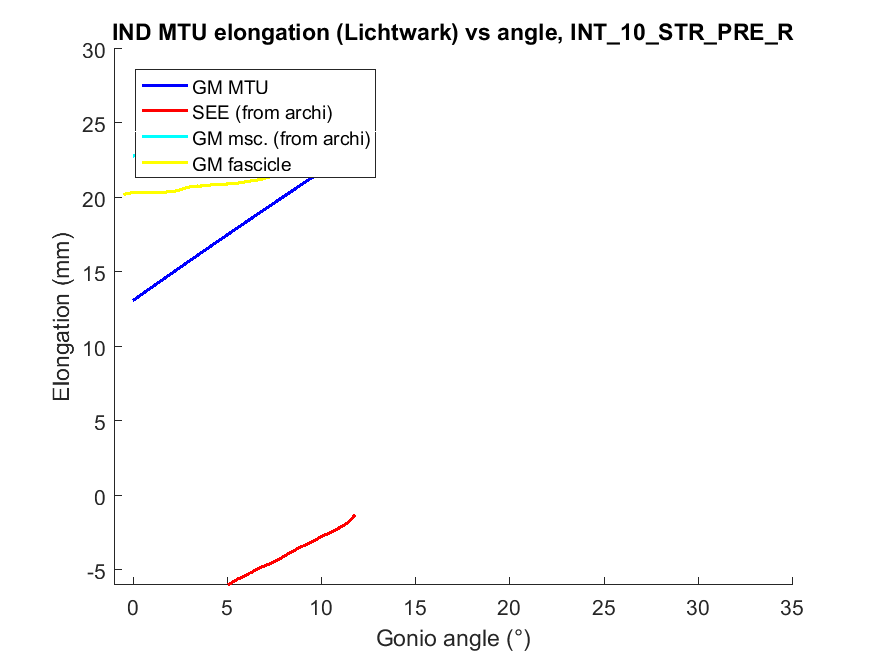 IND MTU elongation (Lichtwark) vs angle, INT_10_STR_PRE_R
30
25
20
15
10
5
0
-5
Elongation (mm)
GM MTU
SEE (from archi)
GM msc. (from archi)
GM fascicle
0 5 10 15 20 25 30 35
Gonio angle (°)